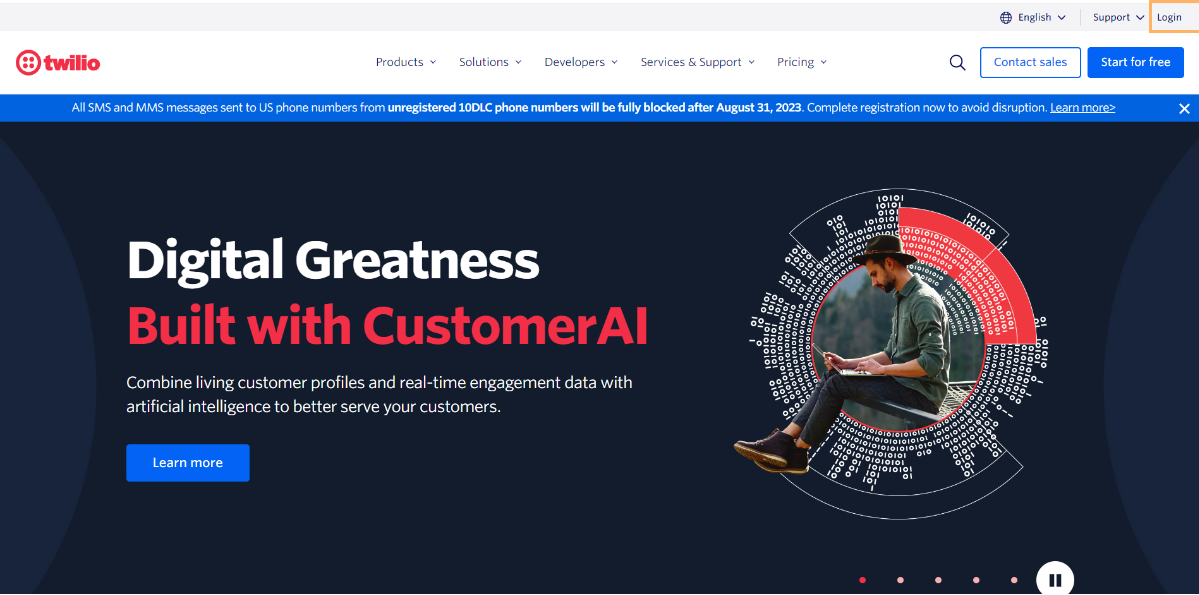 English
Support
Login
twilio
Products
Solutions
Developers
Services & Support
Pricing
Contact sales
Start for free
All SMS and MMS messages sent to US phone numbers from unregistered 10DLC phone numbers will be fully blocked after August 31, 2023. Complete registration now to avoid disruption. Learn more>
Digital Greatness
Built with CustomerAI
Combine living customer profiles and real-time engagement data with
artificial intelligence to better serve your customers.
Learn more